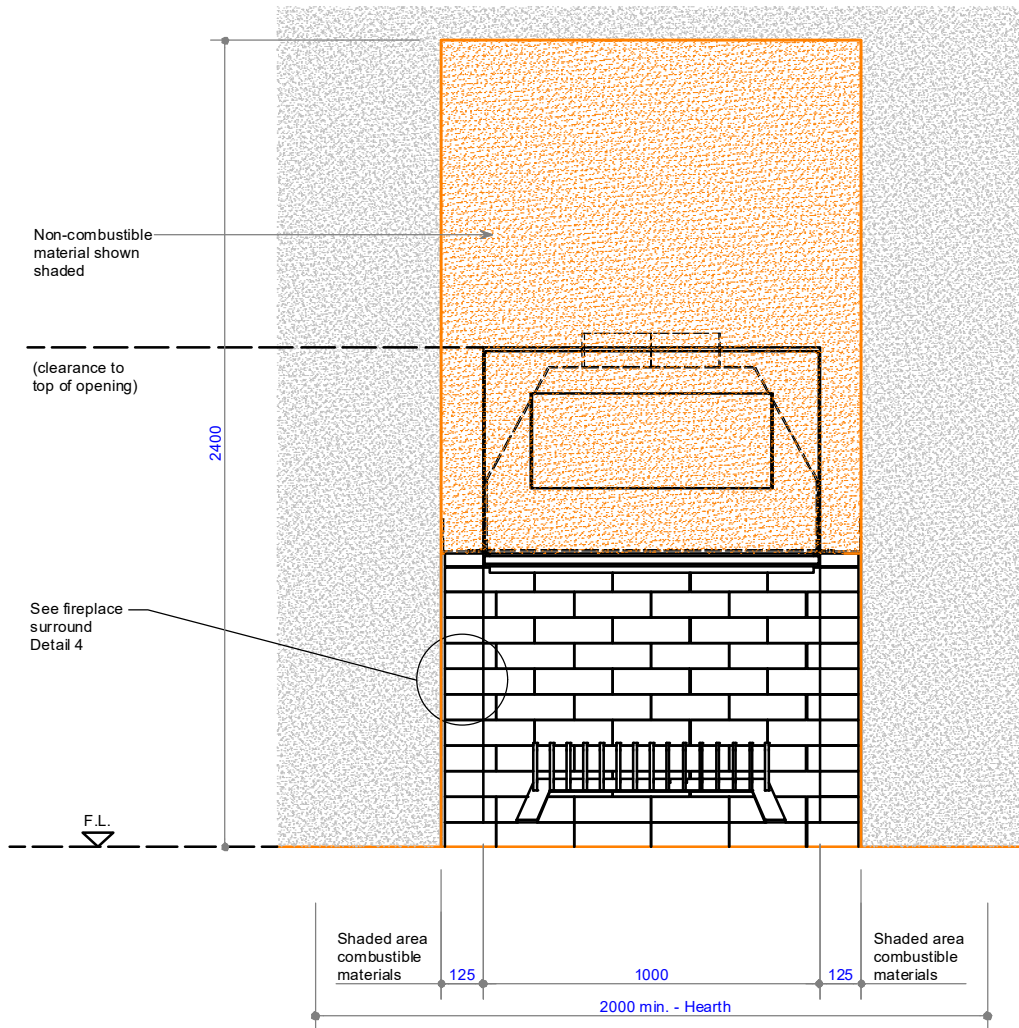 Non-combustible
material shown
shaded
(clearance to
top of opening)
2400
See fireplace
surround
Detail 4
F.L.
Shaded area
combustible
materials
125
1000
125
Shaded area
combustible
materials
2000 min. - Hearth